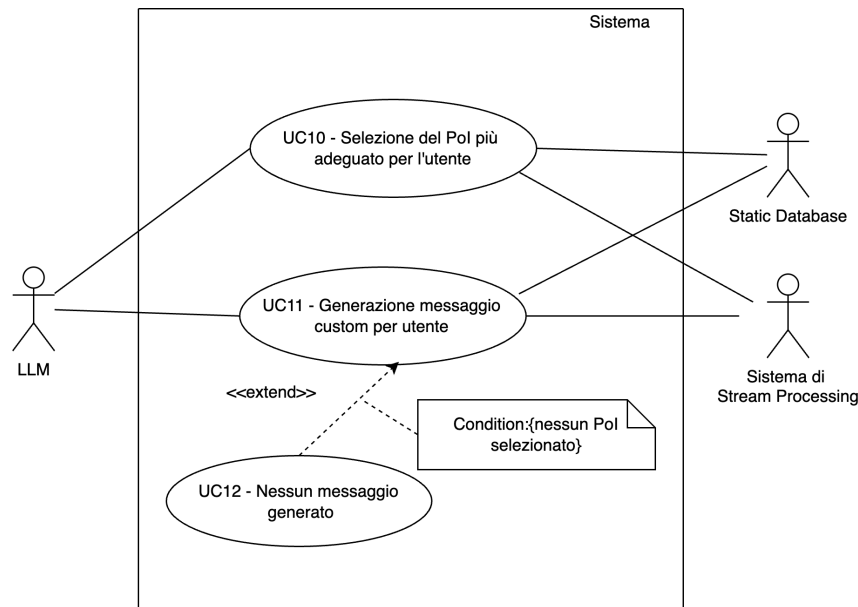 Sistema
UC10 - Selezione del PoI più
adeguato per l'utente
Static Database
UC11 - Generazione messaggio
custom per utente
LLM
Sistema di
Stream Processing
<<extend>>
Condition:{nessun PoI
selezionato}
UC12 - Nessun messaggio
generato